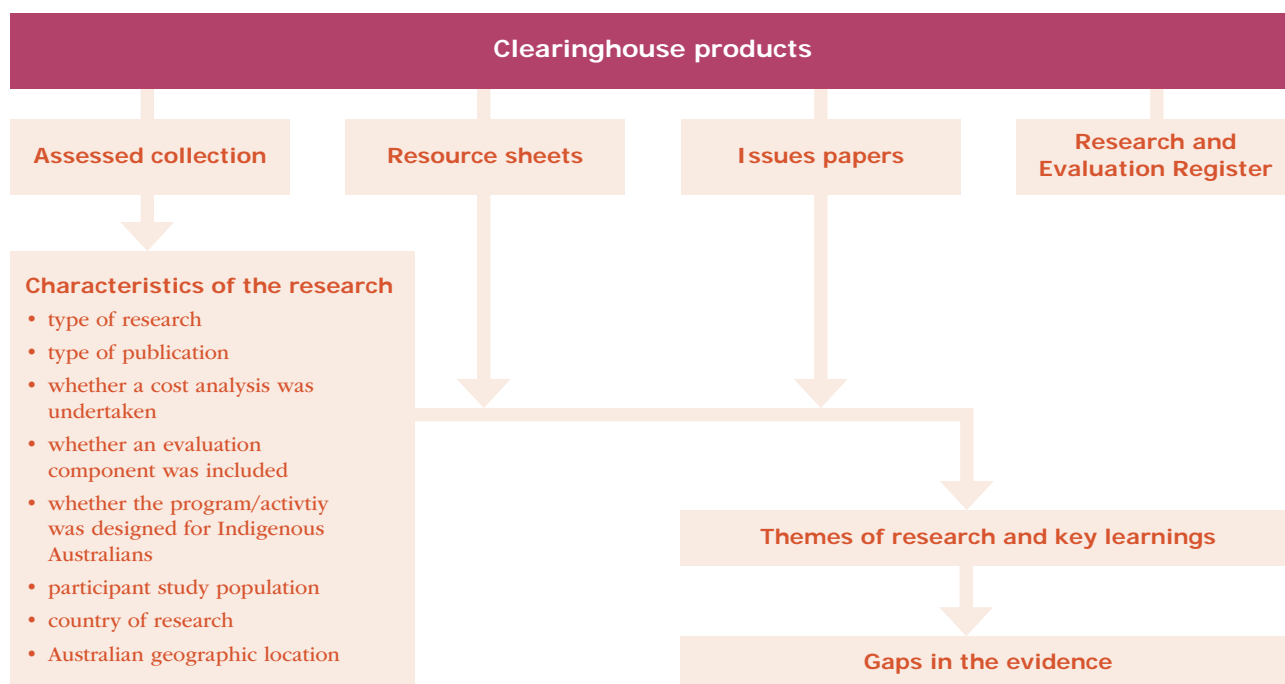 Clearinghouse products
Assessed collection
Resource sheets
Issues papers
Research and
Evaluation Register
Characteristics of the research
• type of research
• type of publication
• whether a cost analysis was
undertaken
• whether an evaluation
component was included
• whether the program/activtiy
was designed for Indigenous
Australians
• participant study population
• country of research
• Australian geographic location
Themes of research and key learnings
Gaps in the evidence